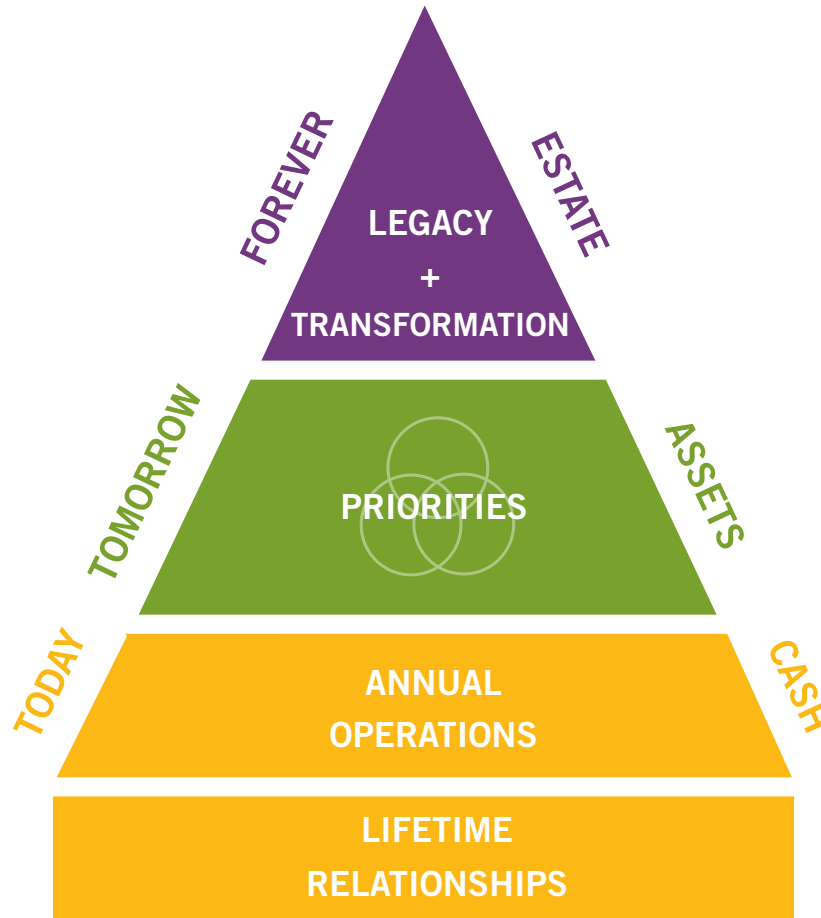 FOREVER
ESTATE
LEGACY
+
TRANSFORMATION
TOMORROW
ASSETS
PRIORITIES
TODAY
CASH
ANNUAL
OPERATIONS
LIFETIME
RELATIONSHIPS